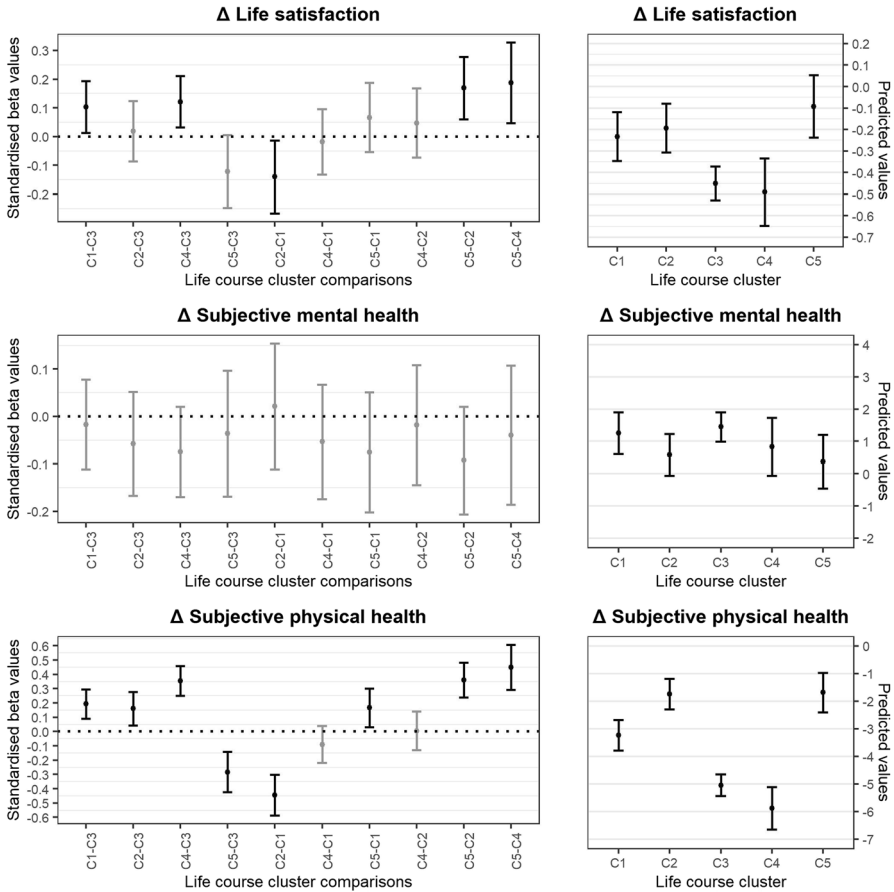 Δ Life satisfaction
Standardised beta values
0.3
0.2
0.1
0.0
-0.1
-0.2
C1-C3
C2-C3
C4-C3
C5-C3
C2-C1
C4-C1
C5-C1
C4-C2
C5-C2
C5-C4
Life course cluster comparisons
Δ Life satisfaction
0.2
0.1
0.0
-0.1
-0.2
-0.3
-0.4
-0.5
-0.6
-0.7
Predicted values
C1 C2 C3 C4 C5
Life course cluster
Δ Subjective mental health
Standardised beta values
0.1
0.0
-0.1
-0.2
C1-C3
C2-C3
C4-C3
C5-C3
C2-C1
C4-C1
C5-C1
C4-C2
C5-C2
C5-C4
Life course cluster comparisons
Δ Subjective mental health
4
3
2
1
0
-1
-2
Predicted values
C1 C2 C3 C4 C5
Life course cluster
Δ Subjective physical health
Standardised beta values
0.6
0.5
0.4
0.3
0.2
0.1
0.0
-0.1
-0.2
-0.3
-0.4
-0.5
-0.6
C1-C3
C2-C3
C4-C3
C5-C3
C2-C1
C4-C1
C5-C1
C4-C2
C5-C2
C5-C4
Life course cluster comparisons
Δ Subjective physical health
0
-1
-2
-3
-4
-5
-6
-7
Predicted values
C1 C2 C3 C4 C5
Life course cluster